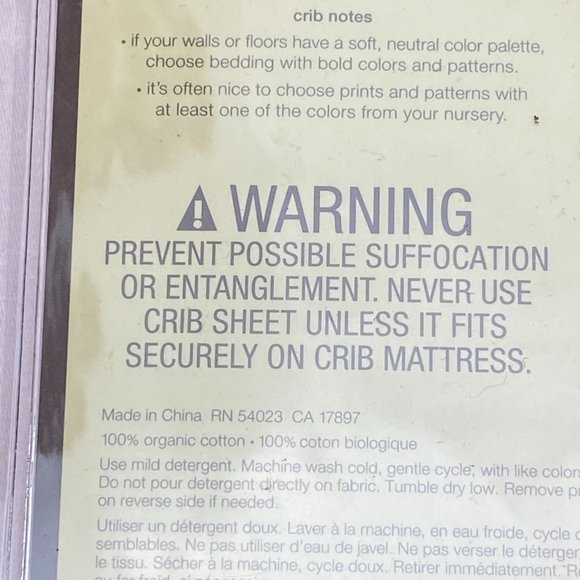 crib notes
• if your walls or floors have a soft, neutral color palette,
choose bedding with bold colors and patterns.
• it's often nice to choose prints and patterns with
at least one of the colors from your nursery.
⚠ WARNING
PREVENT POSSIBLE SUFFOCATION
OR ENTANGLEMENT. NEVER USE
CRIB SHEET UNLESS IT FITS
SECURELY ON CRIB MATTRESS.
Made in China RN 54023 CA 17897
100% organic cotton • 100% coton biologique
Use mild detergent. Machine wash cold, gentle cycle, with like colors
Do not pour detergent directly on fabric. Tumble dry low. Remove
on reverse side if needed.
Utiliser un détergent doux. Laver à la machine, en eau froide, cycle
semblables. Ne pas utiliser d'eau de javel. Ne pas verser le
le tissu. Sécher à la machine, cycle doux. Retirer immédiatement.